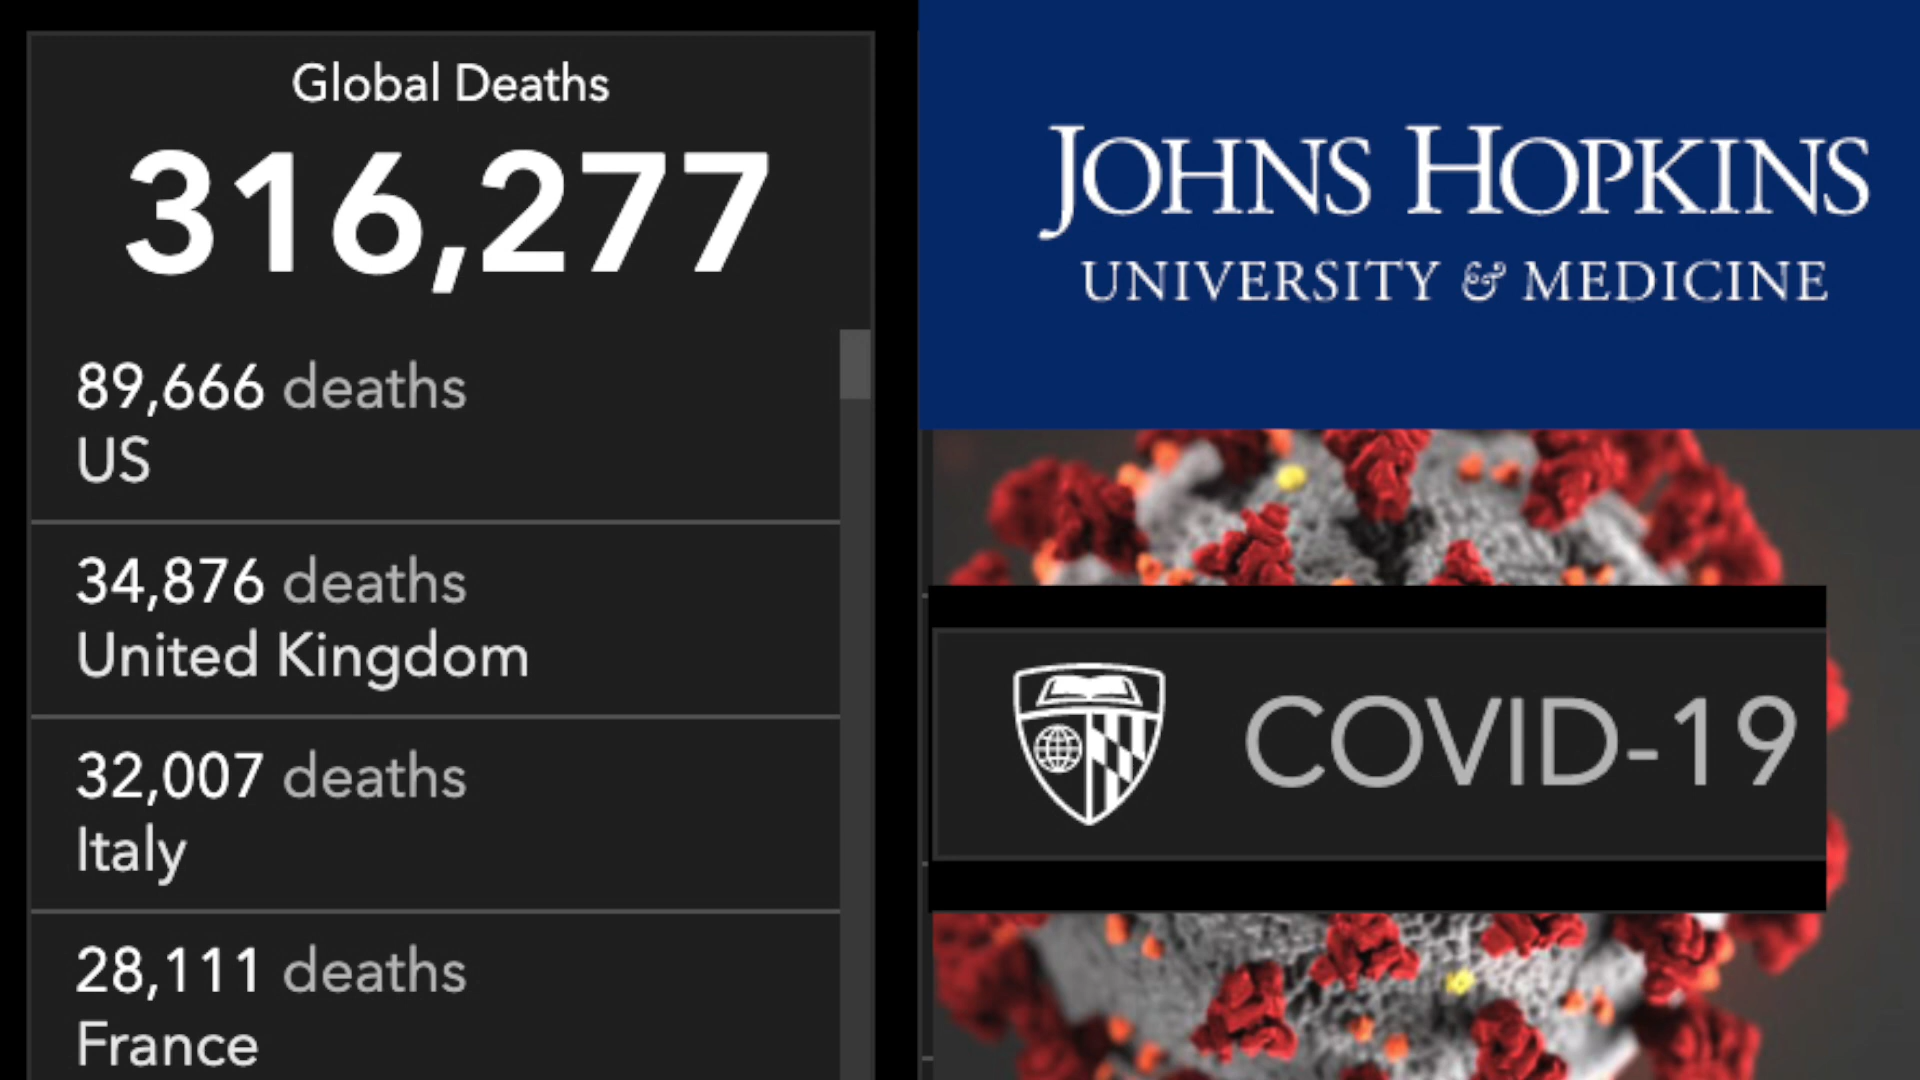 Global Deaths
316,277
89,666 deaths
US
34,876 deaths
United Kingdom
32,007 deaths
Italy
28,111 deaths
France
JOHNS HOPKINS
UNIVERSITY & MEDICINE
COVID-19